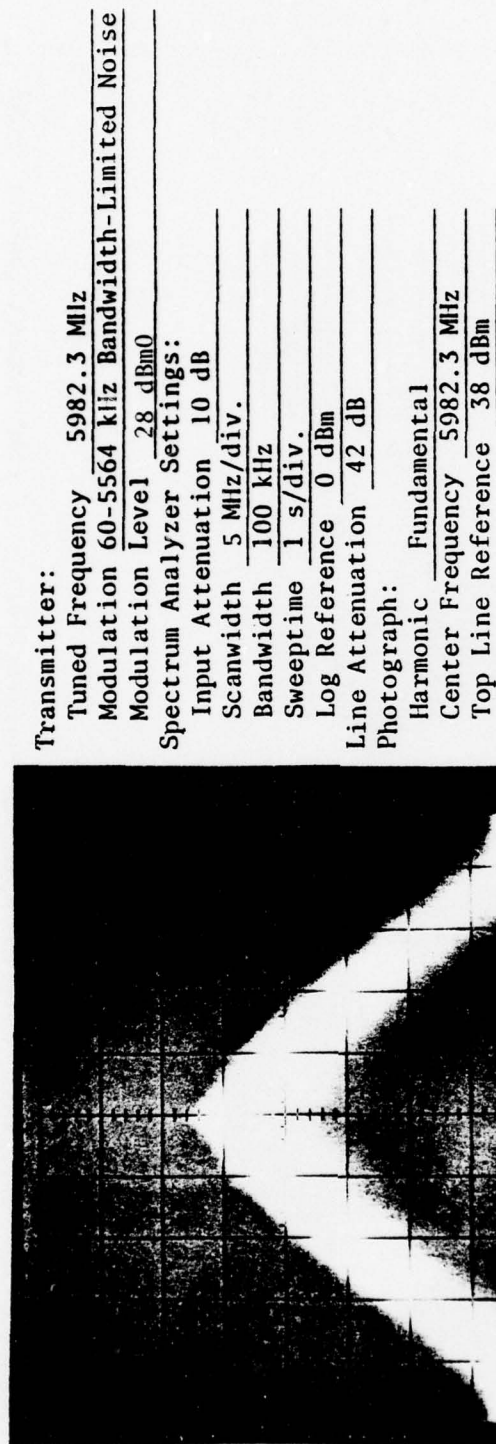 Transmitter:
Tuned Frequency 5982.3 MHz
Modulation 60-5564 kHz Bandwidth-Limited Noise
Modulation Level 28 dBm0
Spectrum Analyzer Settings:
Input Attenuation 10 dB
Scanwidth 5 MHz/div.
Bandwidth 100 kHz
Sweeptime 1 s/div.
Log Reference 0 dBm
Line Attenuation 42 dB
Photograph:
Harmonic Fundamental
Center Frequency 5982.3 MHz
Top Line Reference 38 dBm